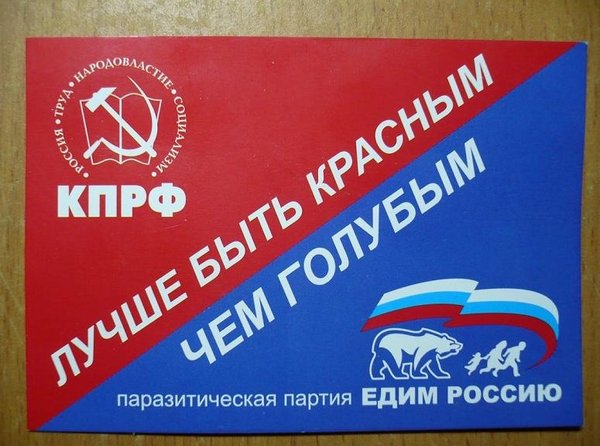 РОССИЯ • ТРУД • НАРОДОВЛАСТИЕ • СОЦИАЛИЗМ •
КПРФ
ЛУЧШЕ БЫТЬ КРАСНЫМ
ЧЕМ ГОЛУБЫМ
паразитическая партия ЕДИМ РОССИЮ